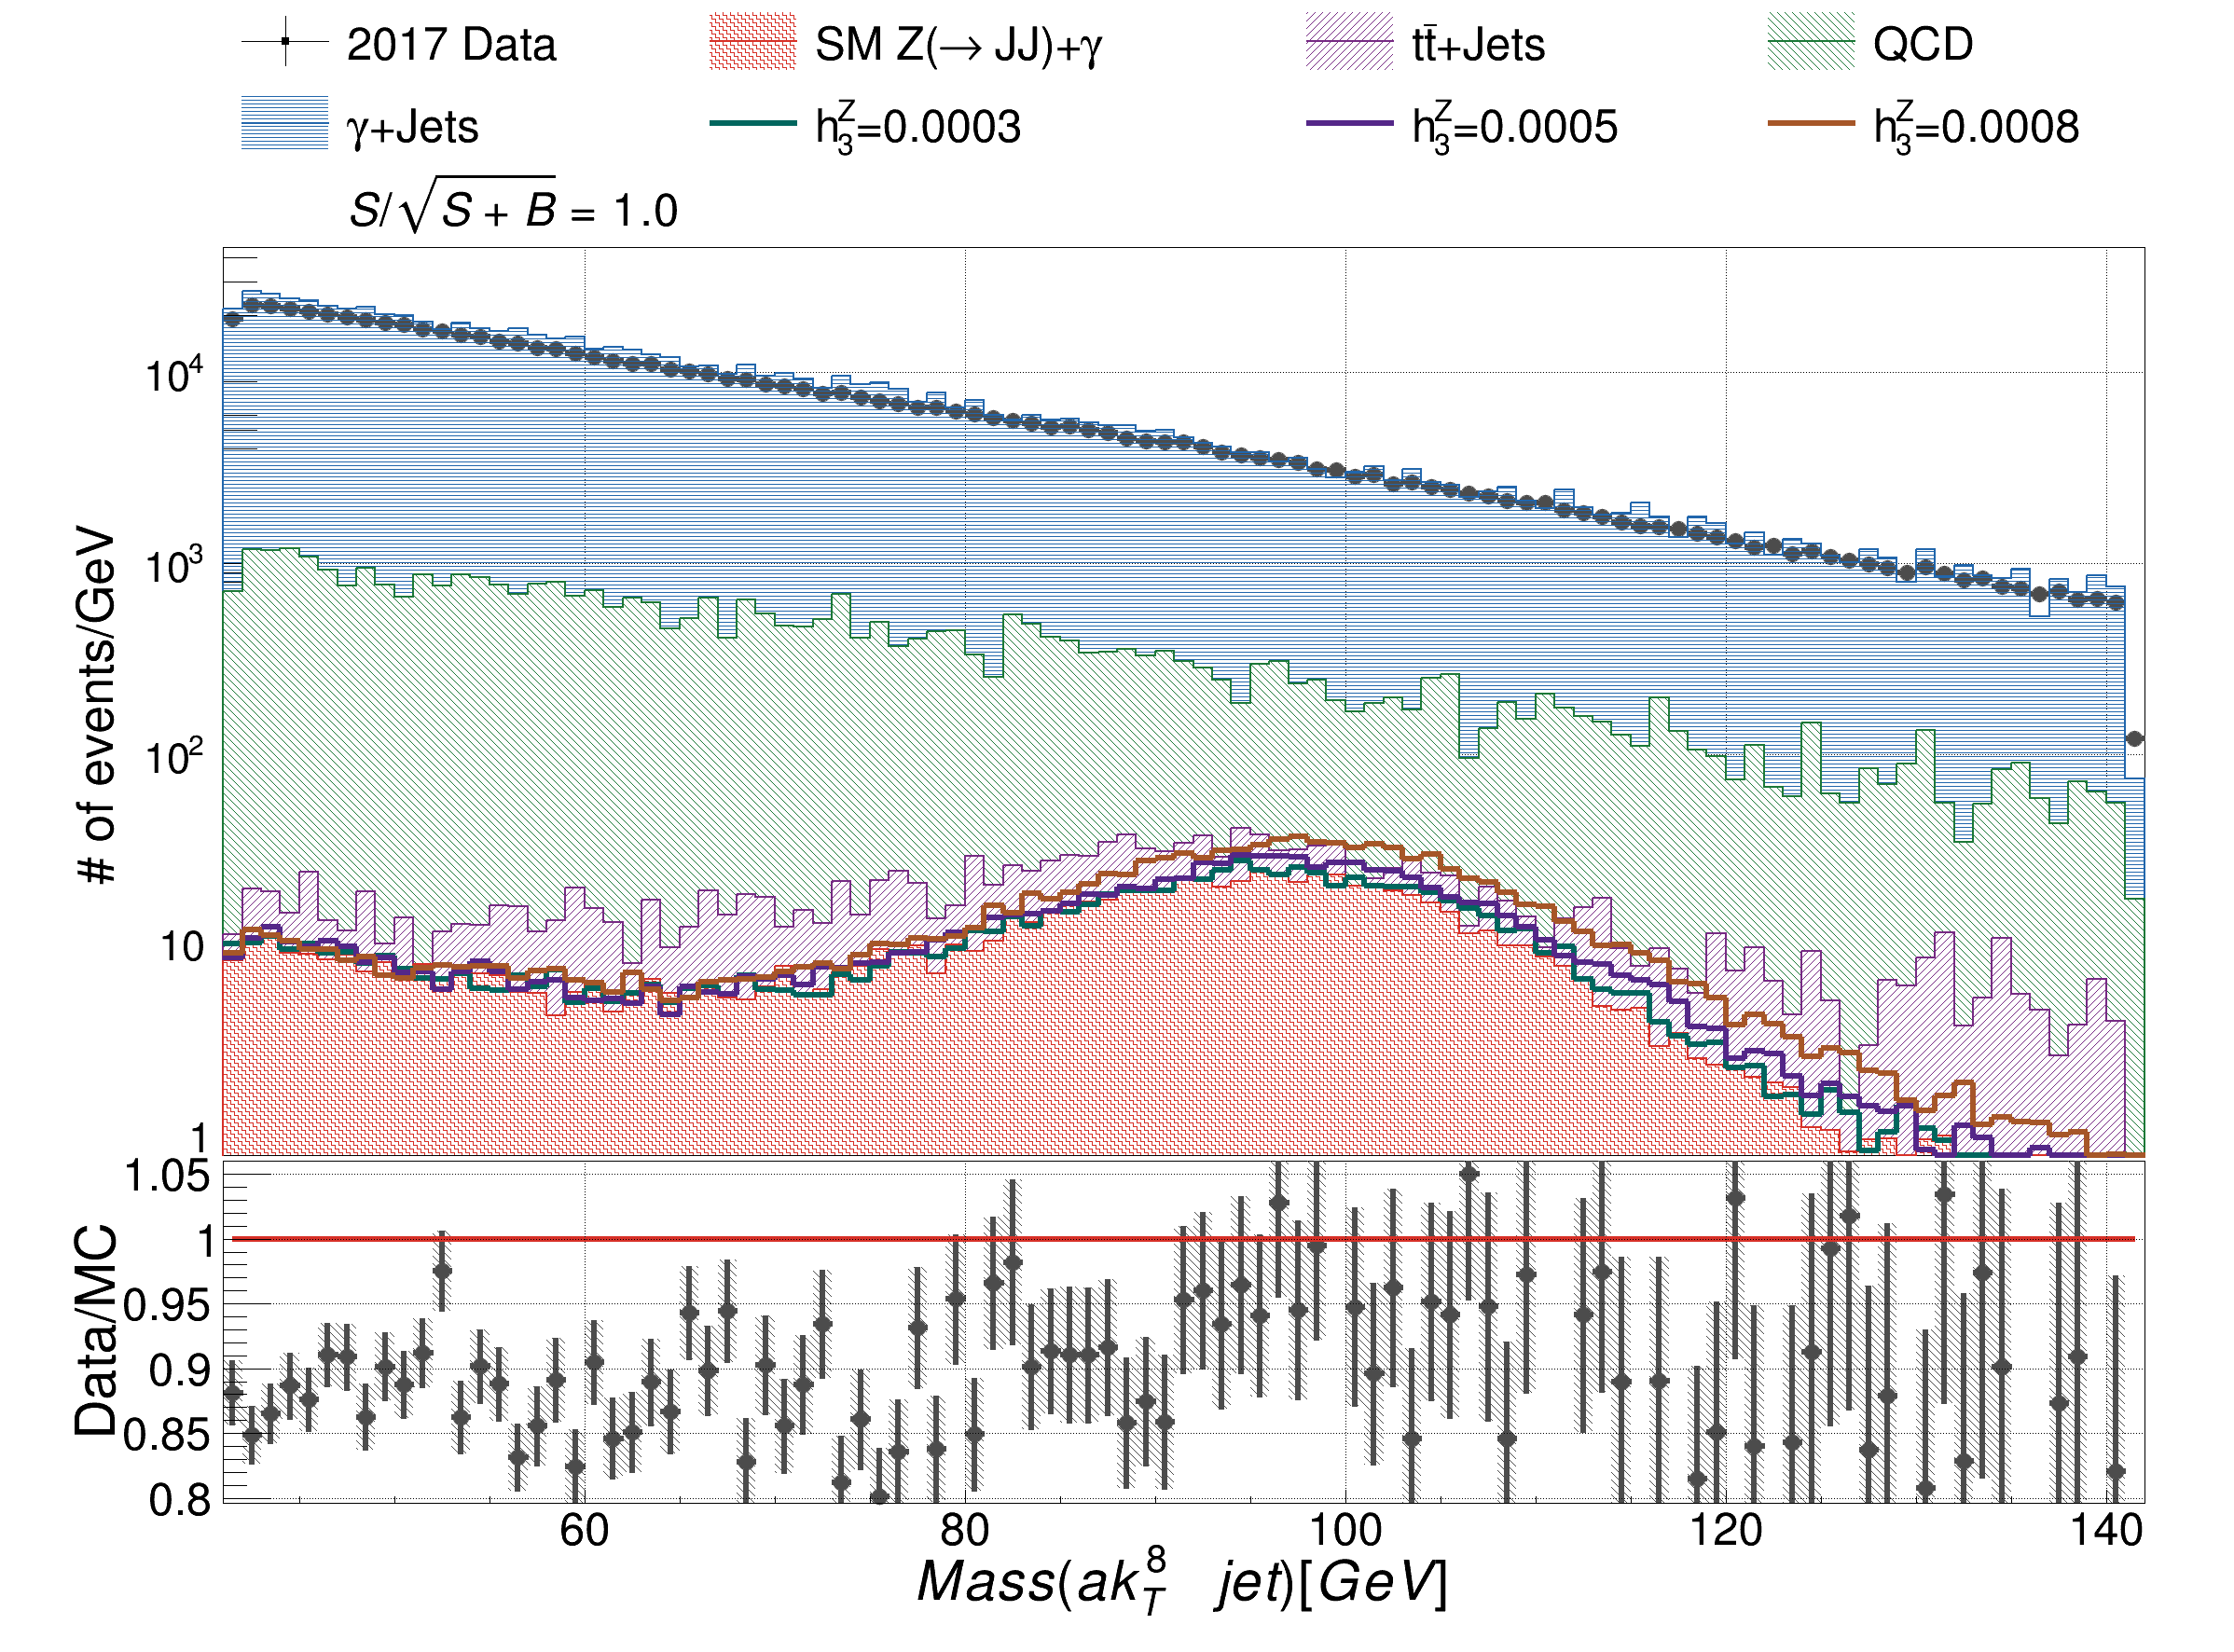 2017 Data SM Z(→ JJ)+γ tt̄+Jets QCD
γ+Jets h₃ᶻ=0.0003 h₃ᶻ=0.0005 h₃ᶻ=0.0008
S/√S + B = 1.0
# of events/GeV
10⁴
10³
10²
10
1
Data/MC
1.05
1
0.95
0.9
0.85
0.8
60 80 100 120 140
Mass(ak_T^8 jet)[GeV]